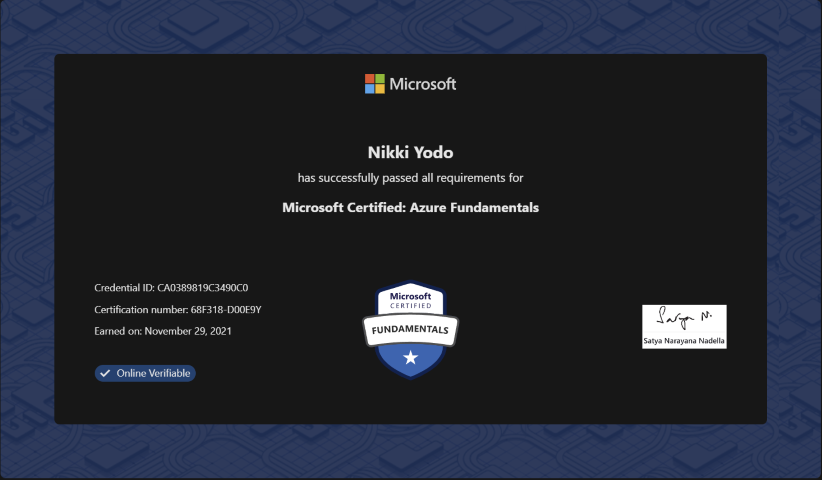 Microsoft
Nikki Yodo
has successfully passed all requirements for
Microsoft Certified: Azure Fundamentals
Credential ID: CA0389819C3490C0
Certification number: 68F318-D00E9Y
Earned on: November 29, 2021
Online Verifiable
Microsoft
CERTIFIED
FUNDAMENTALS
Satya N.
Satya Narayana Nadella